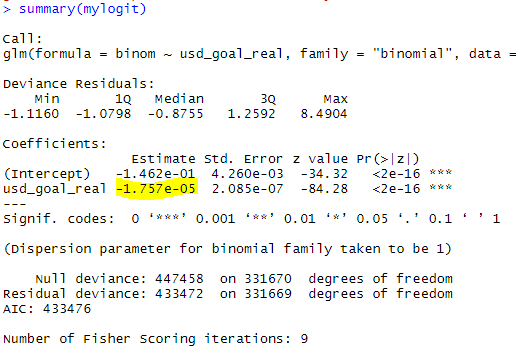 > summary(mylogit)
Call:
glm(formula = binom ~ usd_goal_real, family = "binomial", data =
Deviance Residuals:
Min 1Q Median 3Q Max
-1.1160 -1.0798 -0.8755 1.2592 8.4904
Coefficients:
Estimate Std. Error z value Pr(>|z|)
(Intercept) -1.462e-01 4.260e-03 -34.32 <2e-16 ***
usd_goal_real -1.757e-05 2.085e-07 -84.28 <2e-16 ***
---
Signif. codes: 0 ‘***’ 0.001 ‘**’ 0.01 ‘*’ 0.05 ‘.’ 0.1 ‘ ’ 1
(Dispersion parameter for binomial family taken to be 1)
Null deviance: 447458 on 331670 degrees of freedom
Residual deviance: 433472 on 331669 degrees of freedom
AIC: 433476
Number of Fisher Scoring iterations: 9